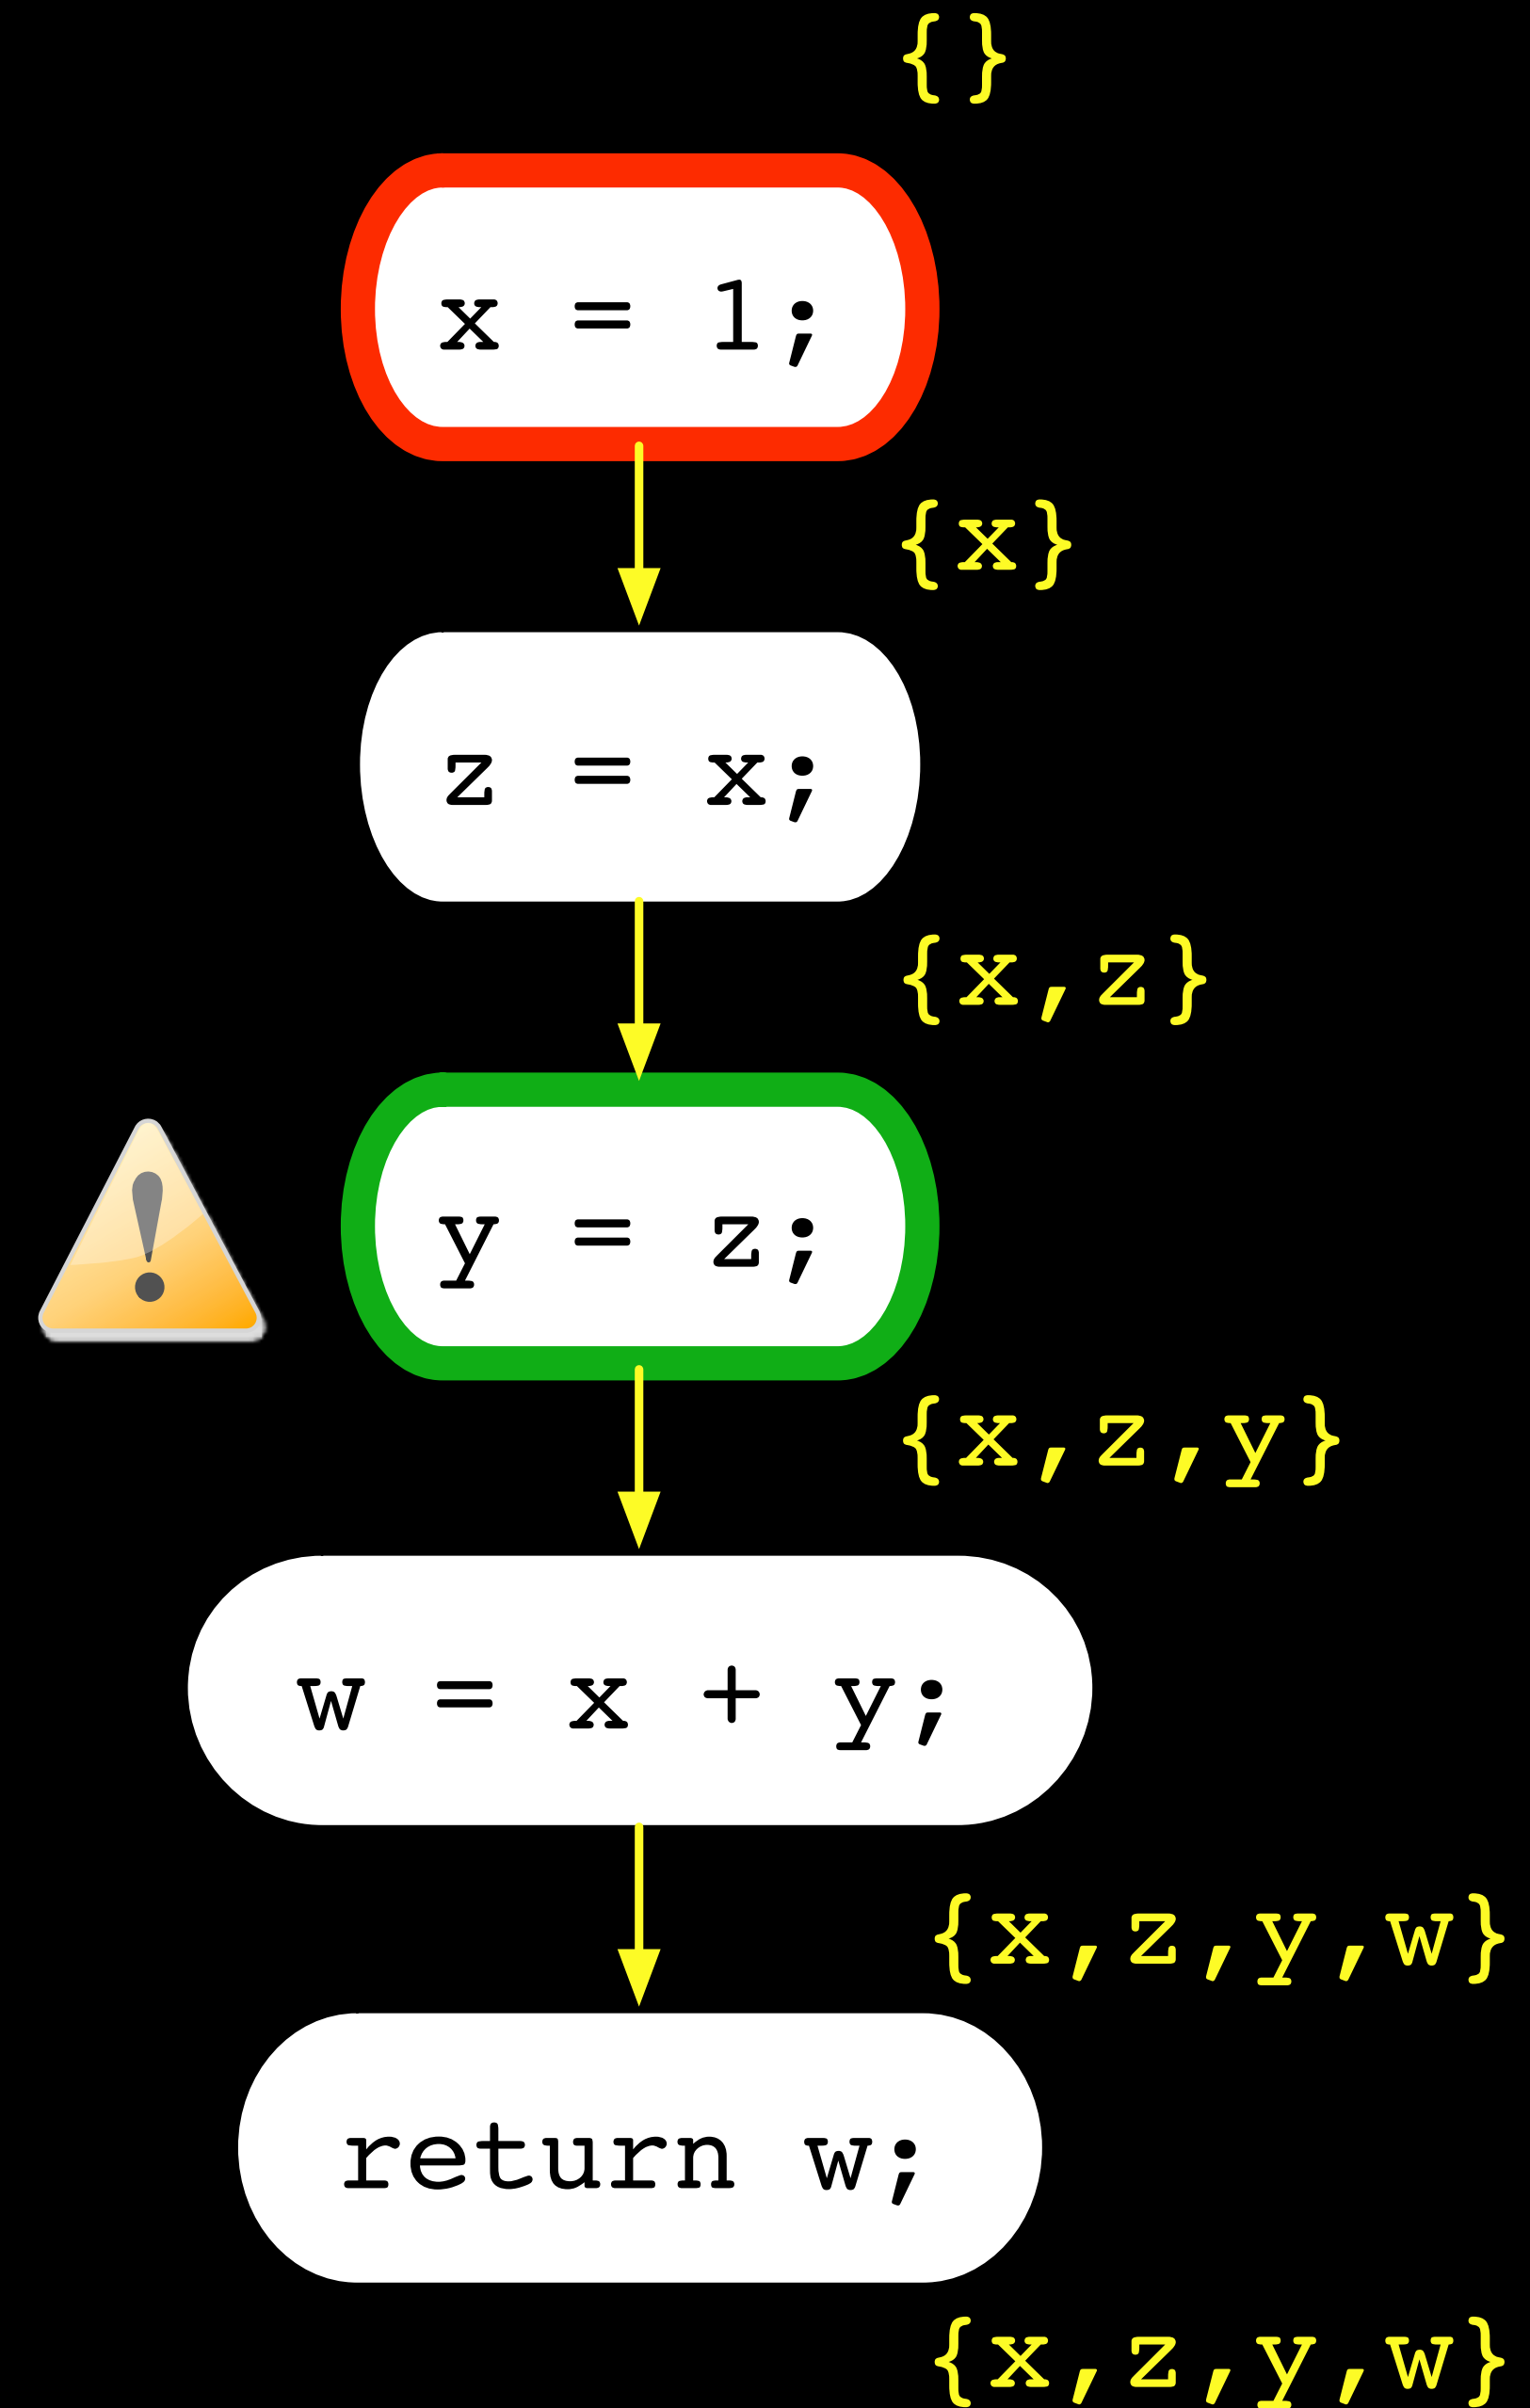 {}
x = 1;
{x}
z = x;
{x,z}
y = z;
{x,z,y}
w = x + y;
{x,z,y,w}
return w;
{x,z,y,w}